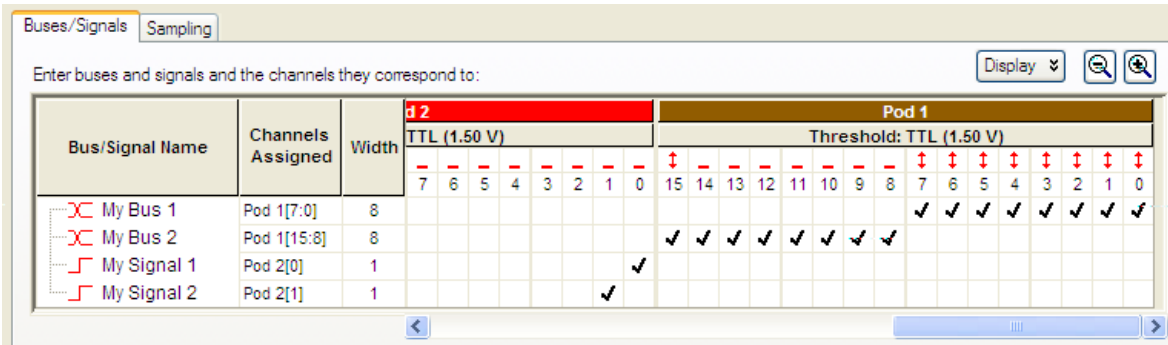 Buses/Signals Sampling
Enter buses and signals and the channels they correspond to:
Display
Bus/Signal Name Channels Assigned Width d 2 Pod 1
TTL (1.50 V) Threshold: TTL (1.50 V)
7 6 5 4 3 2 1 0 15 14 13 12 11 10 9 8 7 6 5 4 3 2 1 0
My Bus 1 Pod 1[7:0] 8
My Bus 2 Pod 1[15:8] 8
My Signal 1 Pod 2[0] 1
My Signal 2 Pod 2[1] 1